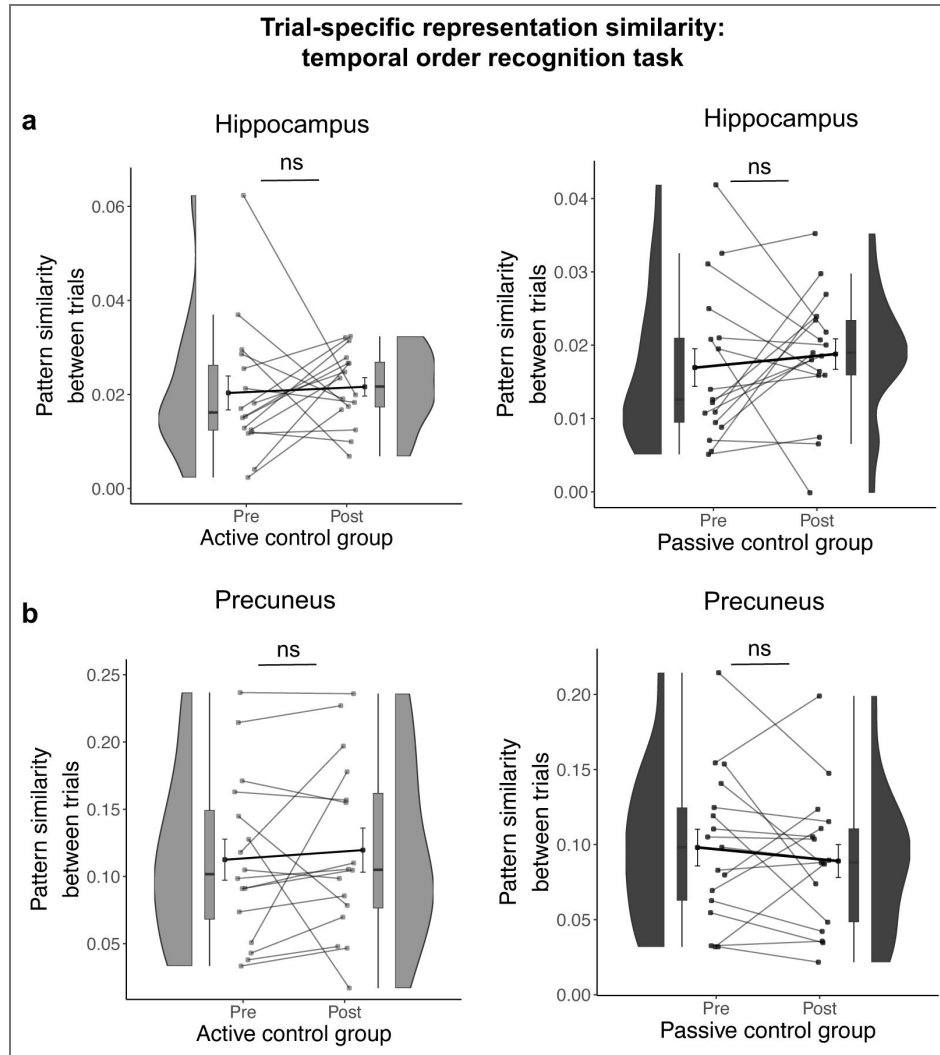 Trial-specific representation similarity:
temporal order recognition task
a
Hippocampus
ns
Pattern similarity
between trials
0.06
0.04
0.02
0.00
Pre
Post
Active control group
Hippocampus
ns
Pattern similarity
between trials
0.04
0.03
0.02
0.01
0.00
Pre
Post
Passive control group
b
Precuneus
ns
Pattern similarity
between trials
0.25
0.20
0.15
0.10
0.05
Pre
Post
Active control group
Precuneus
ns
Pattern similarity
between trials
0.20
0.15
0.10
0.05
0.00
Pre
Post
Passive control group